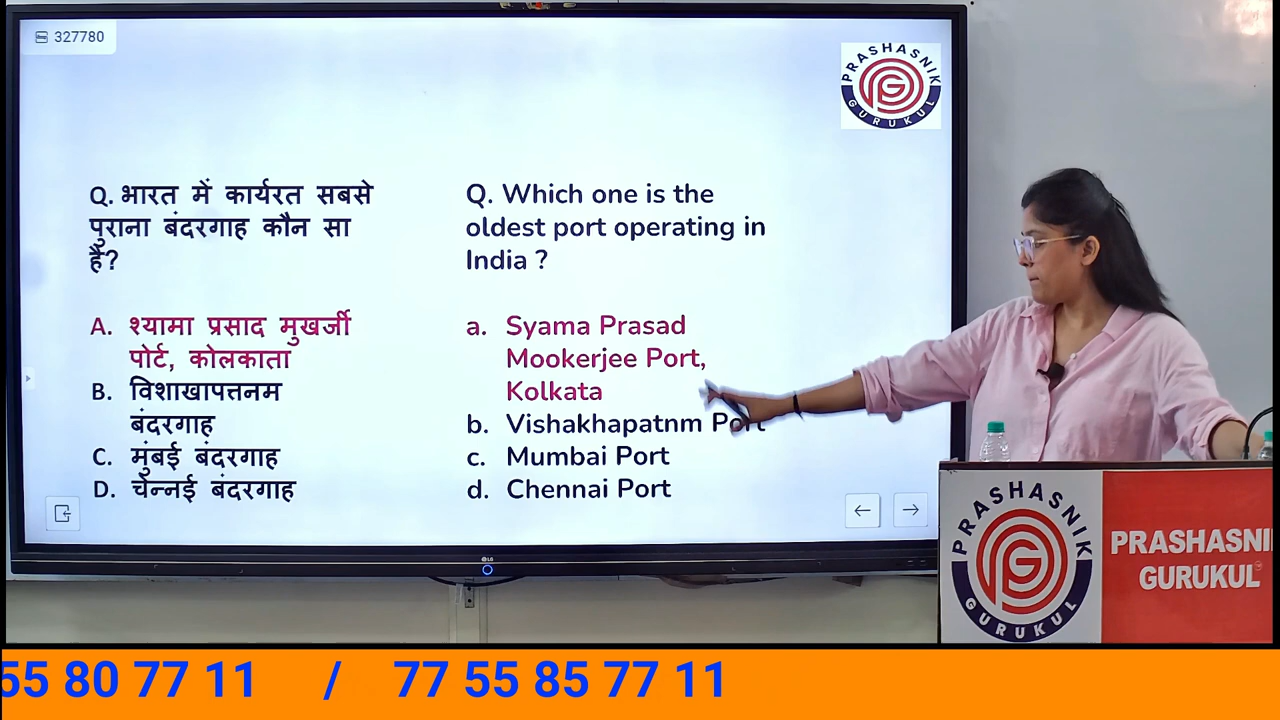 327780
PRASHASNIK
GURUKUL
Q. भारत में कार्यरत सबसे
पुराना बंदरगाह कौन सा
है?
A. श्यामा प्रसाद मुखर्जी
पोर्ट, कोलकाता
B. विशाखापत्तनम
बंदरगाह
C. मुंबई बंदरगाह
D. चेन्नई बंदरगाह
Q. Which one is the
oldest port operating in
India ?
a. Syama Prasad
Mookerjee Port,
Kolkata
b. Vishakhapatnm Port
c. Mumbai Port
d. Chennai Port
LG
PRASHASNIK
GURUKUL
PRASHASNI
GURUKUL
55 80 77 11 / 77 55 85 77 11